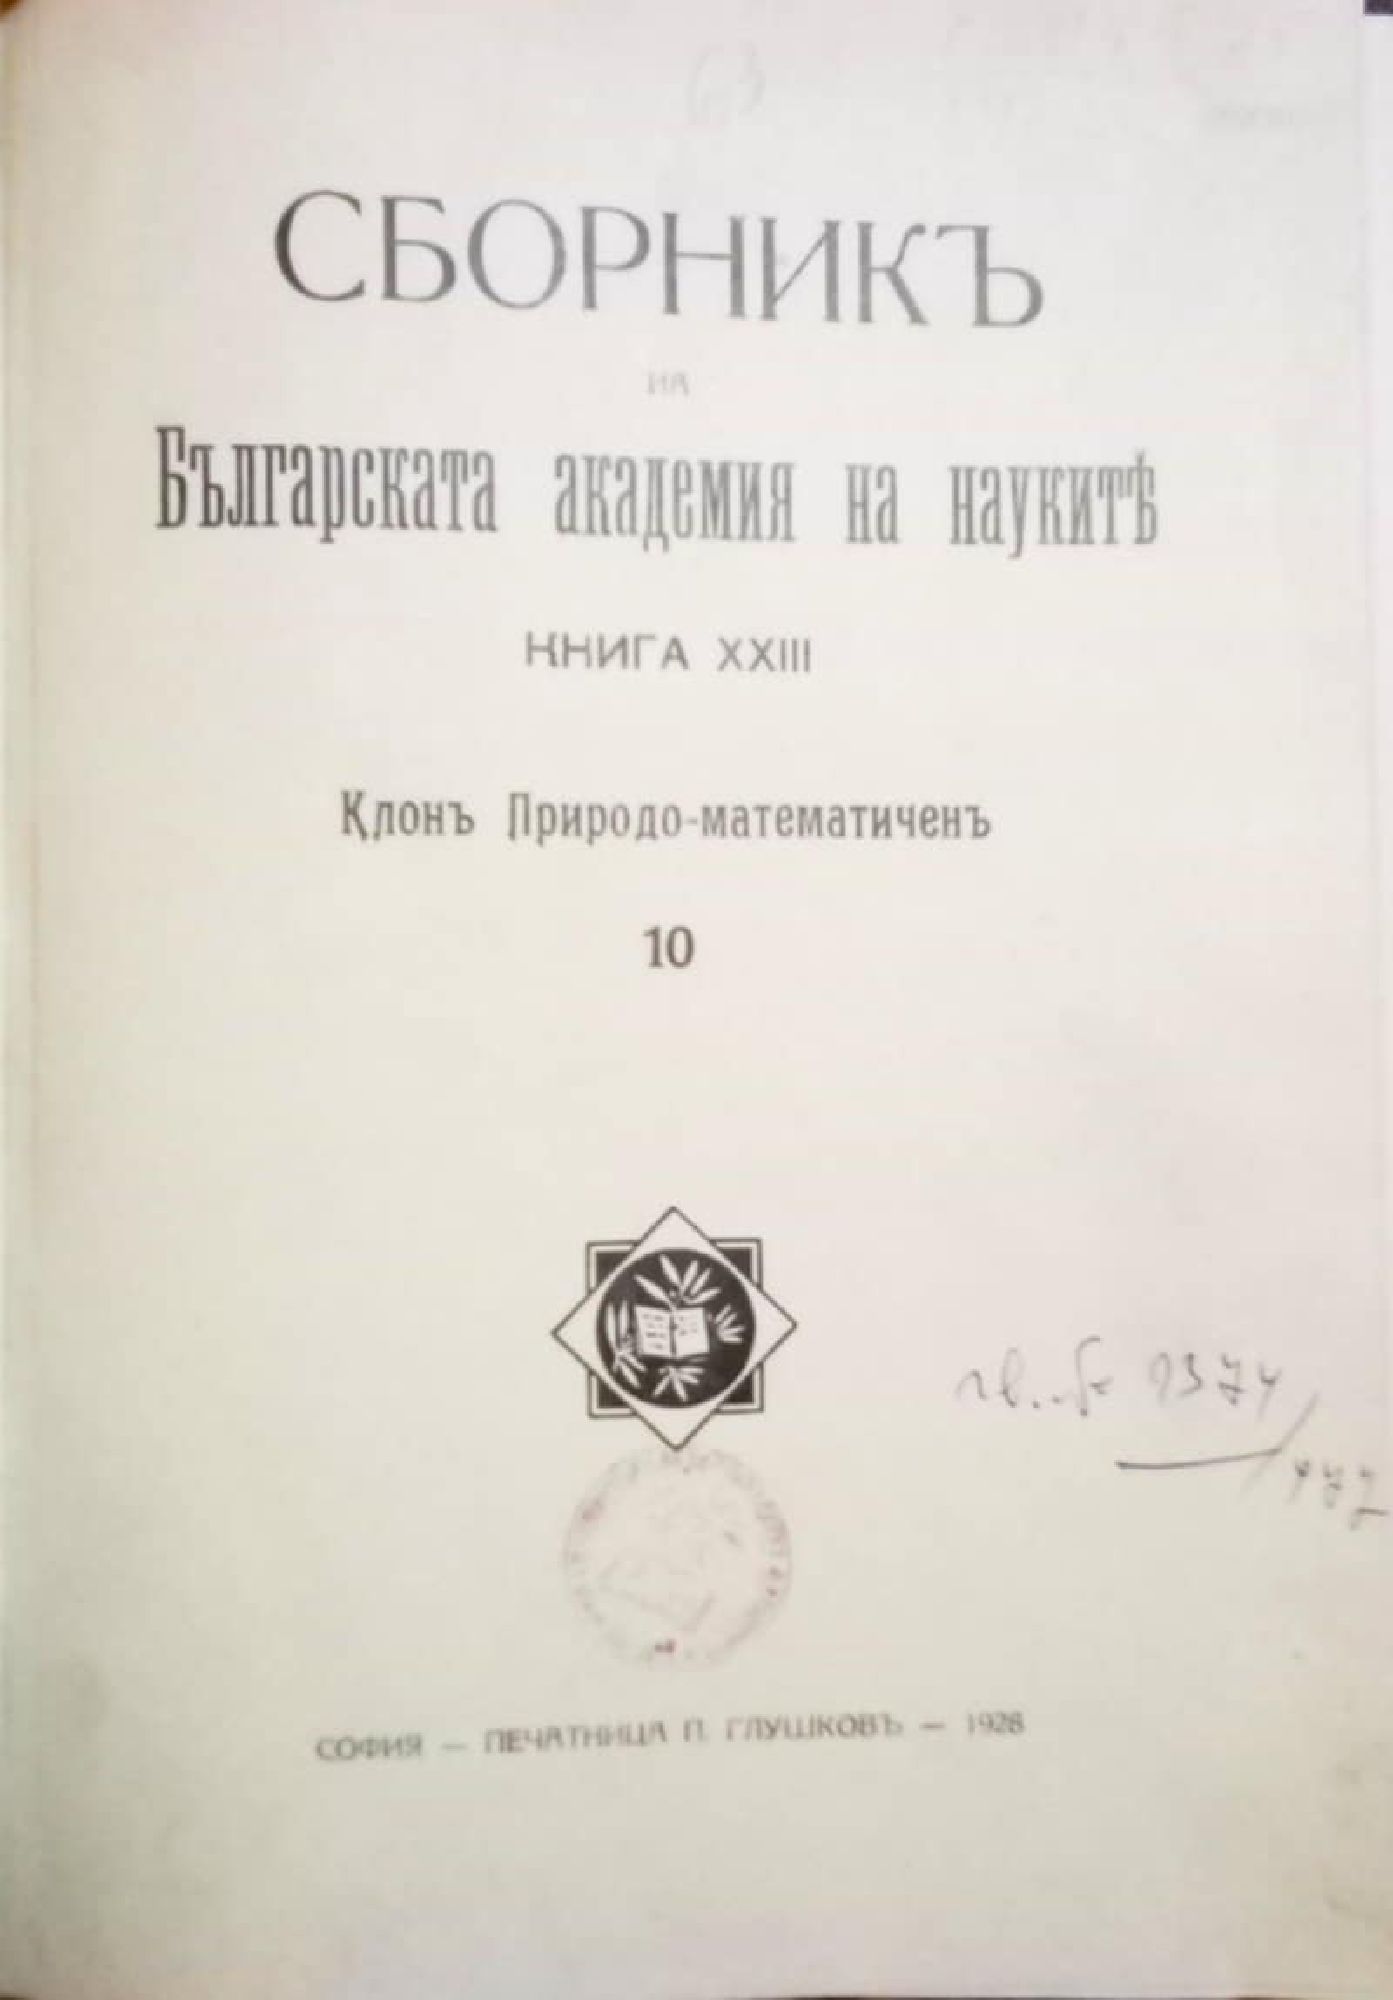 СБОРНИКЪ
НА
Българската академия на наукитѣ
КНИГА XXIII
Клонъ Природо-математиченъ
10
СОФИЯ — ПЕЧАТНИЦА П. ГЛУШКОВЪ — 1928